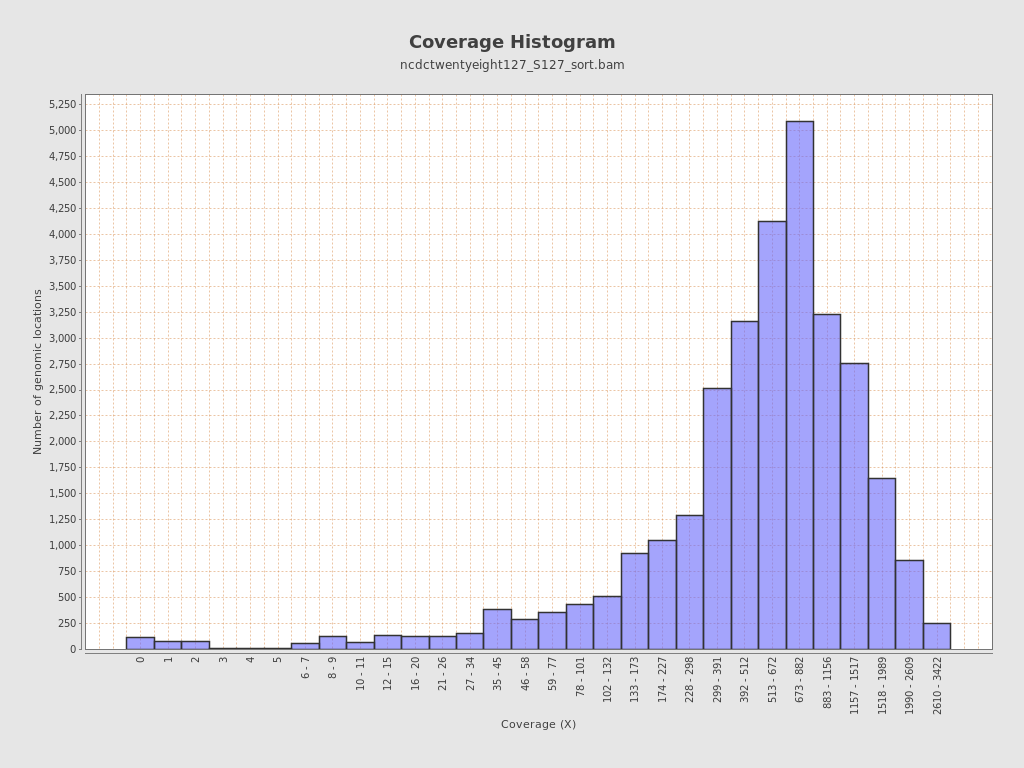 Coverage Histogram
ncdctwentyeight127_S127_sort.bam
Number of genomic locations
5,250
5,000
4,750
4,500
4,250
4,000
3,750
3,500
3,250
3,000
2,750
2,500
2,250
2,000
1,750
1,500
1,250
1,000
750
500
250
0
0
1
2
3
4
5
6 - 7
8 - 9
10 - 11
12 - 15
16 - 20
21 - 26
27 - 34
35 - 45
46 - 58
59 - 77
78 - 101
102 - 132
133 - 173
174 - 227
228 - 298
299 - 391
392 - 512
513 - 672
673 - 882
883 - 1156
1157 - 1517
1518 - 1989
1990 - 2609
2610 - 3422
Coverage (X)